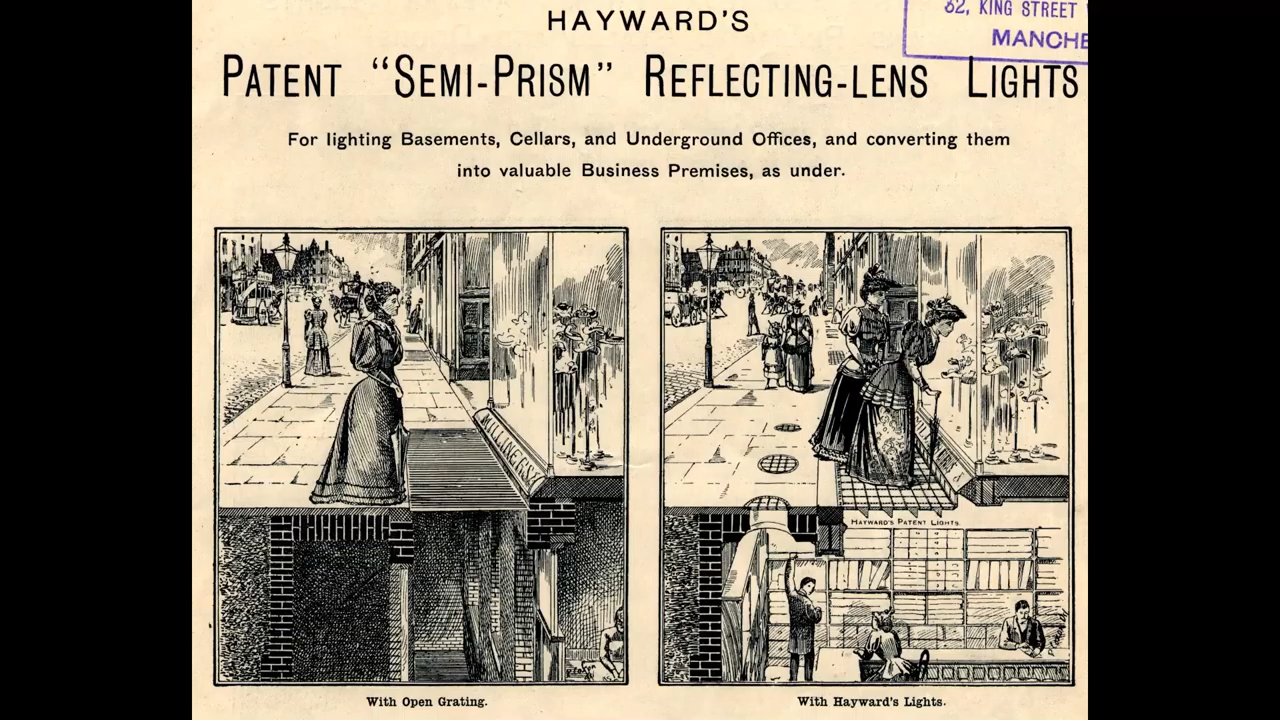 HAYWARD'S
82, KING STREET
MANCHE
PATENT “SEMI-PRISM” REFLECTING-LENS LIGHTS
For lighting Basements, Cellars, and Underground Offices, and converting them
into valuable Business Premises, as under.
MILLINERY
HAYWARD'S PATENT LIGHTS.
With Open Grating.
With Hayward's Lights.